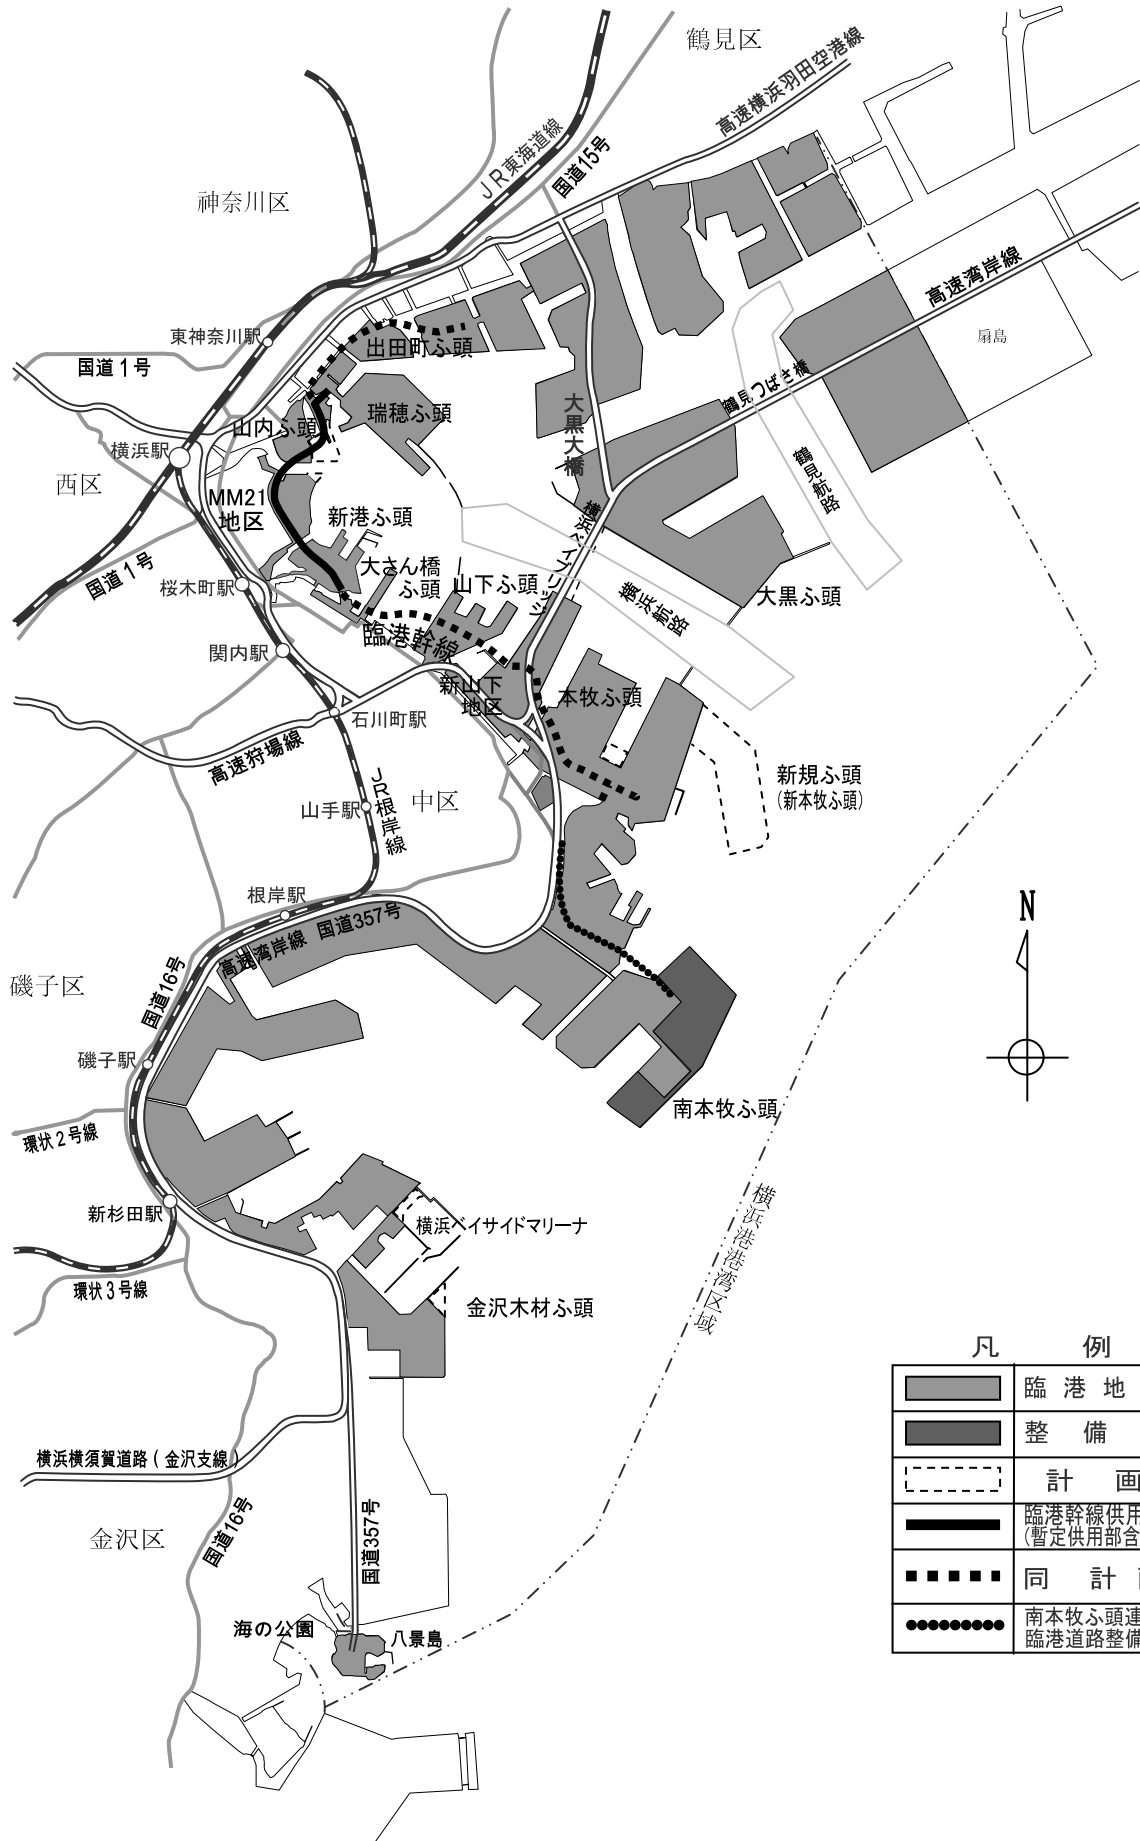 鶴見区
高速横浜羽田空港線
JR東海道線
国道15号
神奈川区
高速湾岸線
扇島
東神奈川駅
国道1号
出田町ふ頭
鶴見つばさ橋
大黒大橋
瑞穂ふ頭
山内ふ頭
横浜駅
西区
鶴見航路
MM21
地区
新港ふ頭
横浜ベイブリッジ
国道1号
大さん橋
ふ頭
山下ふ頭
桜木町駅
大黒ふ頭
横浜航路
臨港幹線
関内駅
新山下
地区
本牧ふ頭
石川町駅
高速狩場線
新規ふ頭
(新本牧ふ頭)
JR根岸線
中区
山手駅
根岸駅
N
高速湾岸線 国道357号
国道16号
磯子区
磯子駅
南本牧ふ頭
環状2号線
新杉田駅
横浜ベイサイドマリーナ
横浜港港湾区域
環状3号線
金沢木材ふ頭
凡例
臨港地
整備
計画
臨港幹線供用
(暫定供用部含
同計
南本牧ふ頭連
臨港道路整備
横浜横須賀道路(金沢支線)
国道16号
金沢区
国道357号
海の公園
八景島